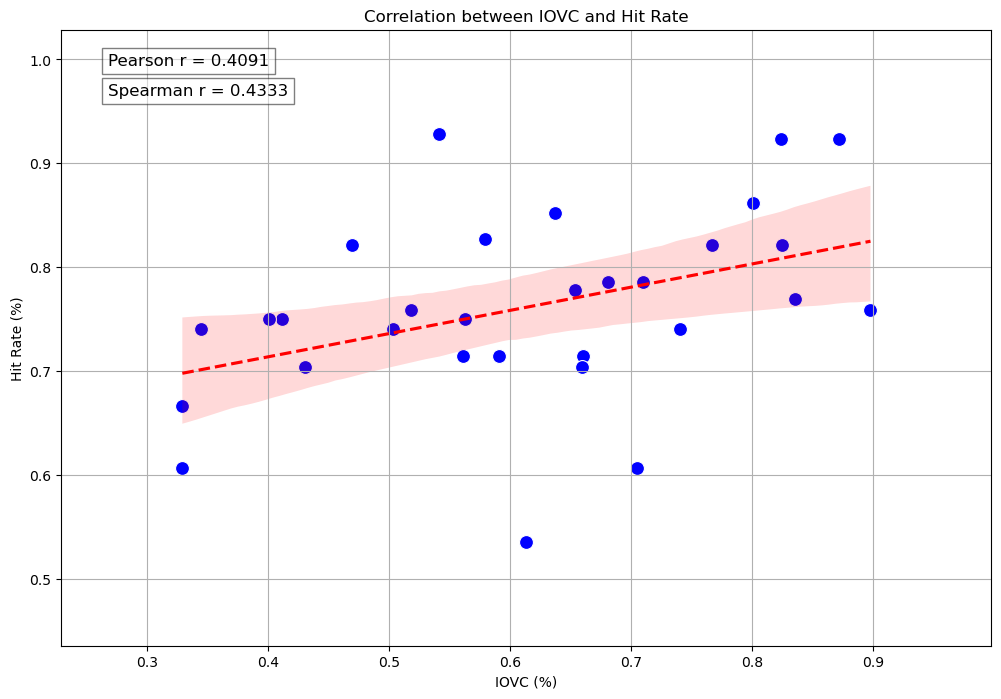 Correlation between IOVC and Hit Rate
Pearson r = 0.4091
Spearman r = 0.4333
Hit Rate (%)
1.0
0.9
0.8
0.7
0.6
0.5
0.3 0.4 0.5 0.6 0.7 0.8 0.9
IOVC (%)